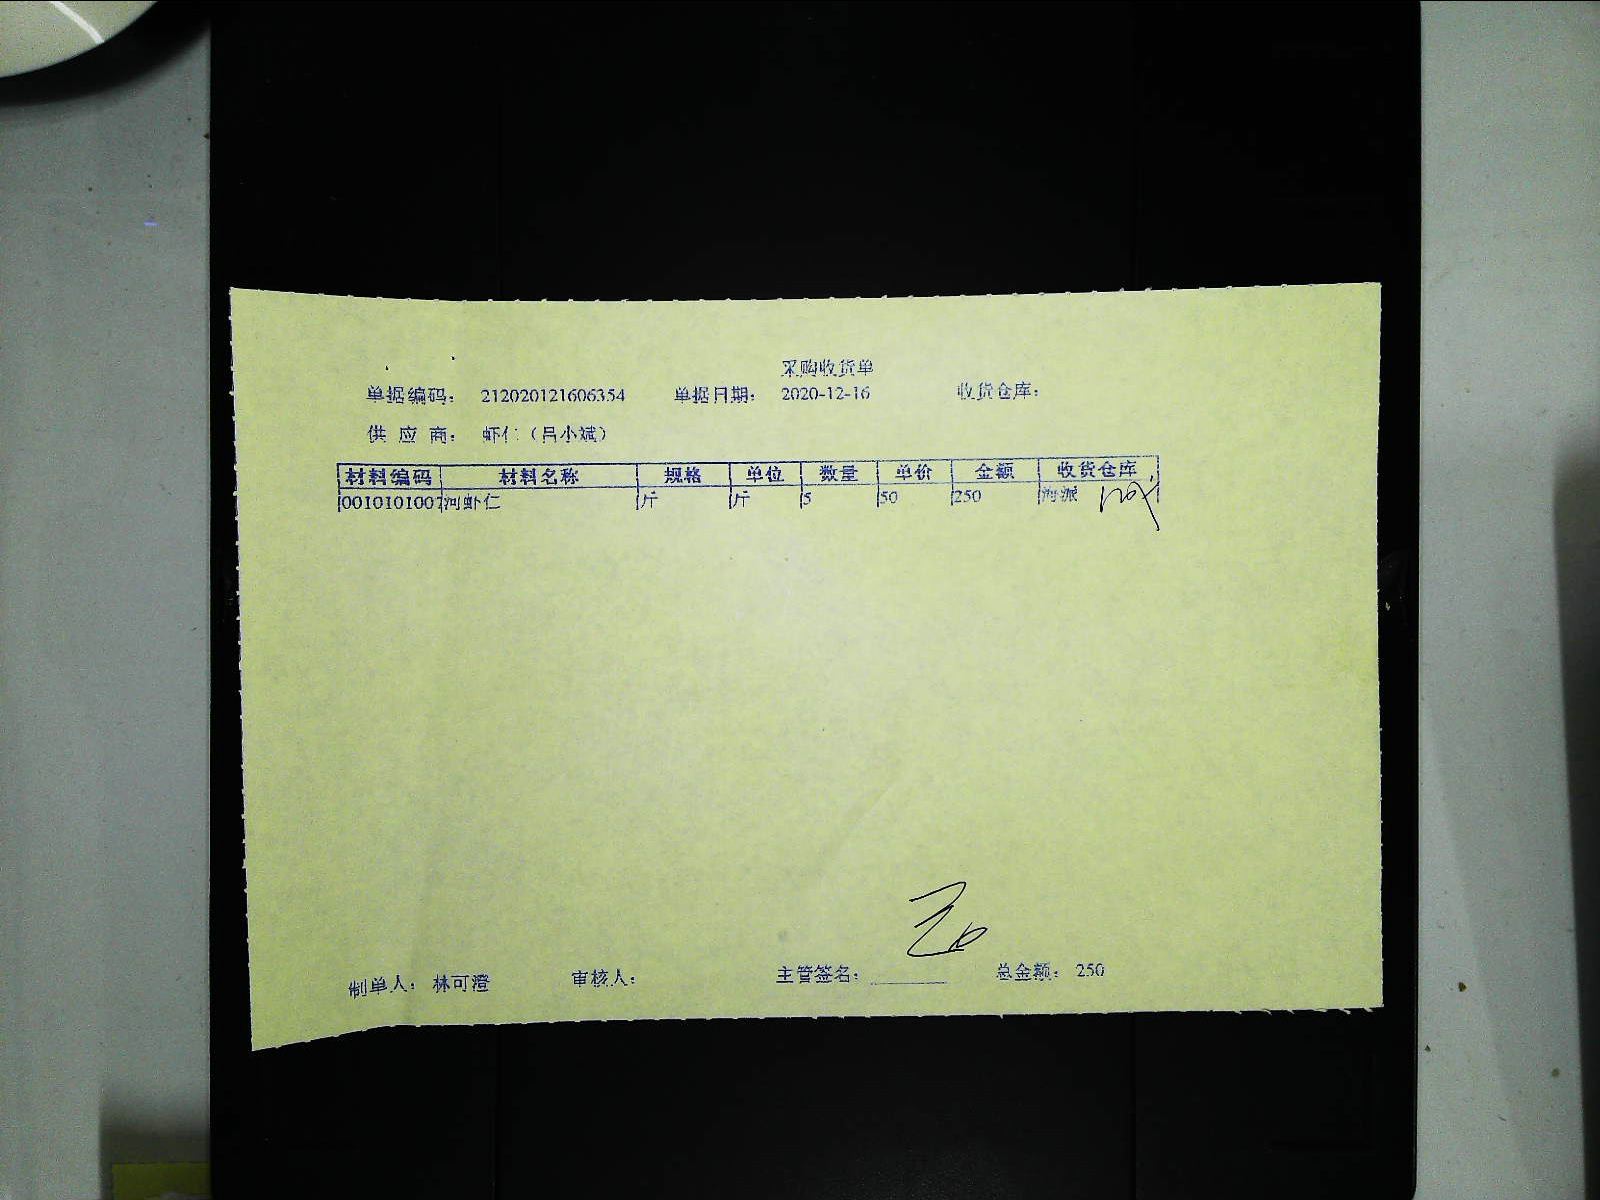 采购收货单
单据编码： 212020121606354 单据日期： 2020-12-16 收货仓库：
供 应 商： 虾仁（吕小斌）
材料编码 材料名称 规格 单位 数量 单价 金额 收货仓库
0010101007 河虾仁 斤 斤 5 50 250 海派
制单人： 林可澄 审核人： 主管签名： 总金额： 250